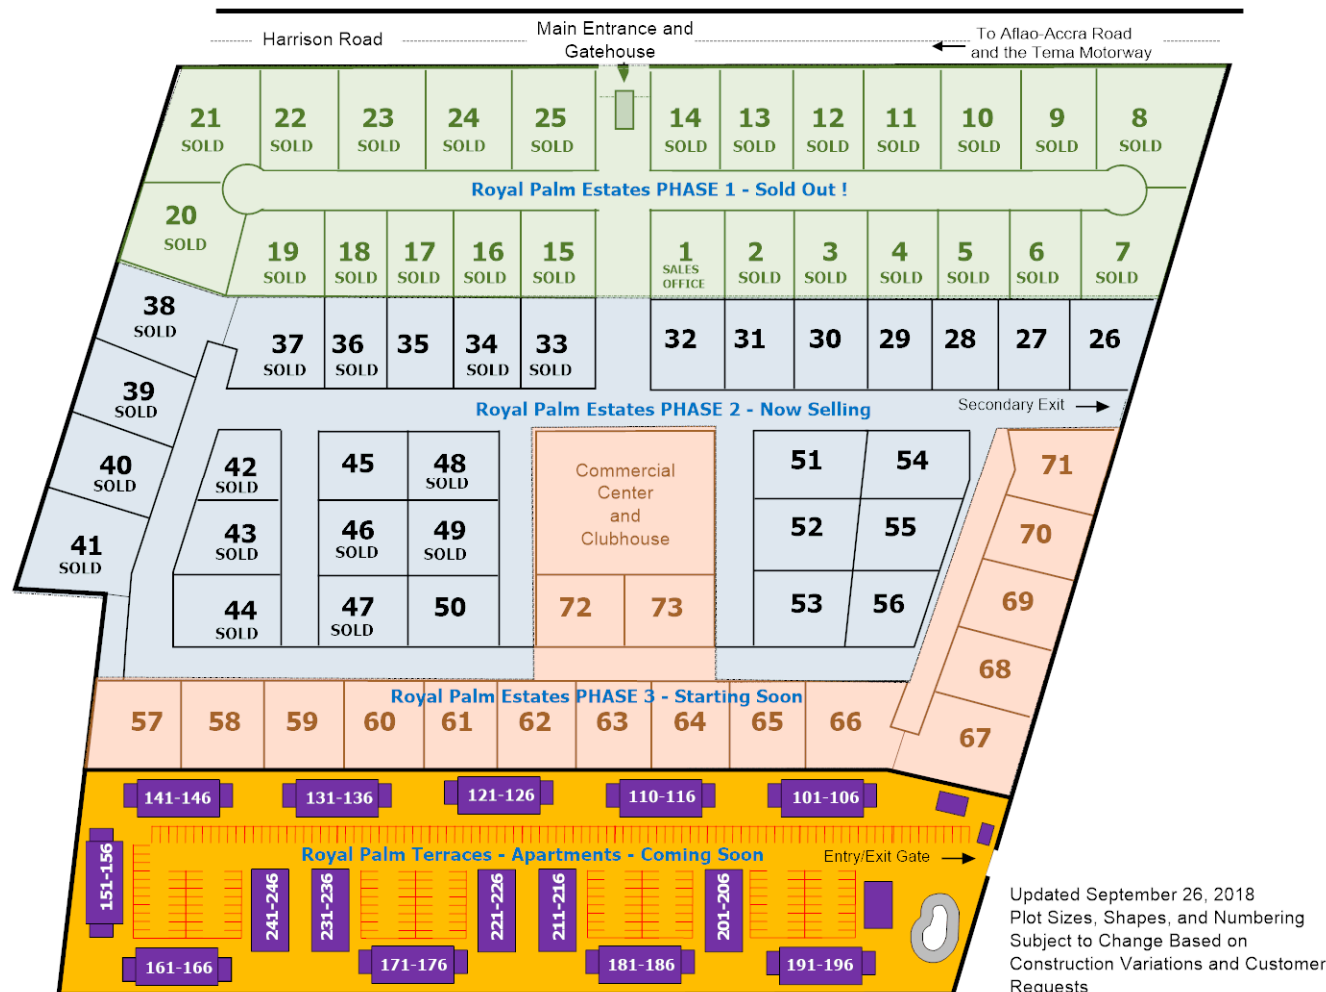 Harrison Road
Main Entrance and
Gatehouse
To Aflao-Accra Road
and the Tema Motorway
21
SOLD
22
SOLD
23
SOLD
24
SOLD
25
SOLD
14
SOLD
13
SOLD
12
SOLD
11
SOLD
10
SOLD
9
SOLD
8
SOLD
Royal Palm Estates PHASE 1 - Sold Out !
20
SOLD
19
SOLD
18
SOLD
17
SOLD
16
SOLD
15
SOLD
1
SALES
OFFICE
2
SOLD
3
SOLD
4
SOLD
5
SOLD
6
SOLD
7
SOLD
38
SOLD
37
SOLD
36
SOLD
35
34
SOLD
33
SOLD
32
31
30
29
28
27
26
39
SOLD
Royal Palm Estates PHASE 2 - Now Selling
Secondary Exit
40
SOLD
41
SOLD
42
SOLD
45
48
SOLD
43
SOLD
46
SOLD
49
SOLD
44
SOLD
47
SOLD
50
Commercial
Center
and
Clubhouse
72
73
51
54
52
55
53
56
71
70
69
68
67
Royal Palm Estates PHASE 3 - Starting Soon
57
58
59
60
61
62
63
64
65
66
141-146
131-136
121-126
110-116
101-106
Royal Palm Terraces - Apartments - Coming Soon
Entry/Exit Gate
151-156
241-246
231-236
221-226
211-216
201-206
161-166
171-176
181-186
191-196
Updated September 26, 2018
Plot Sizes, Shapes, and Numbering
Subject to Change Based on
Construction Variations and Customer
Requests